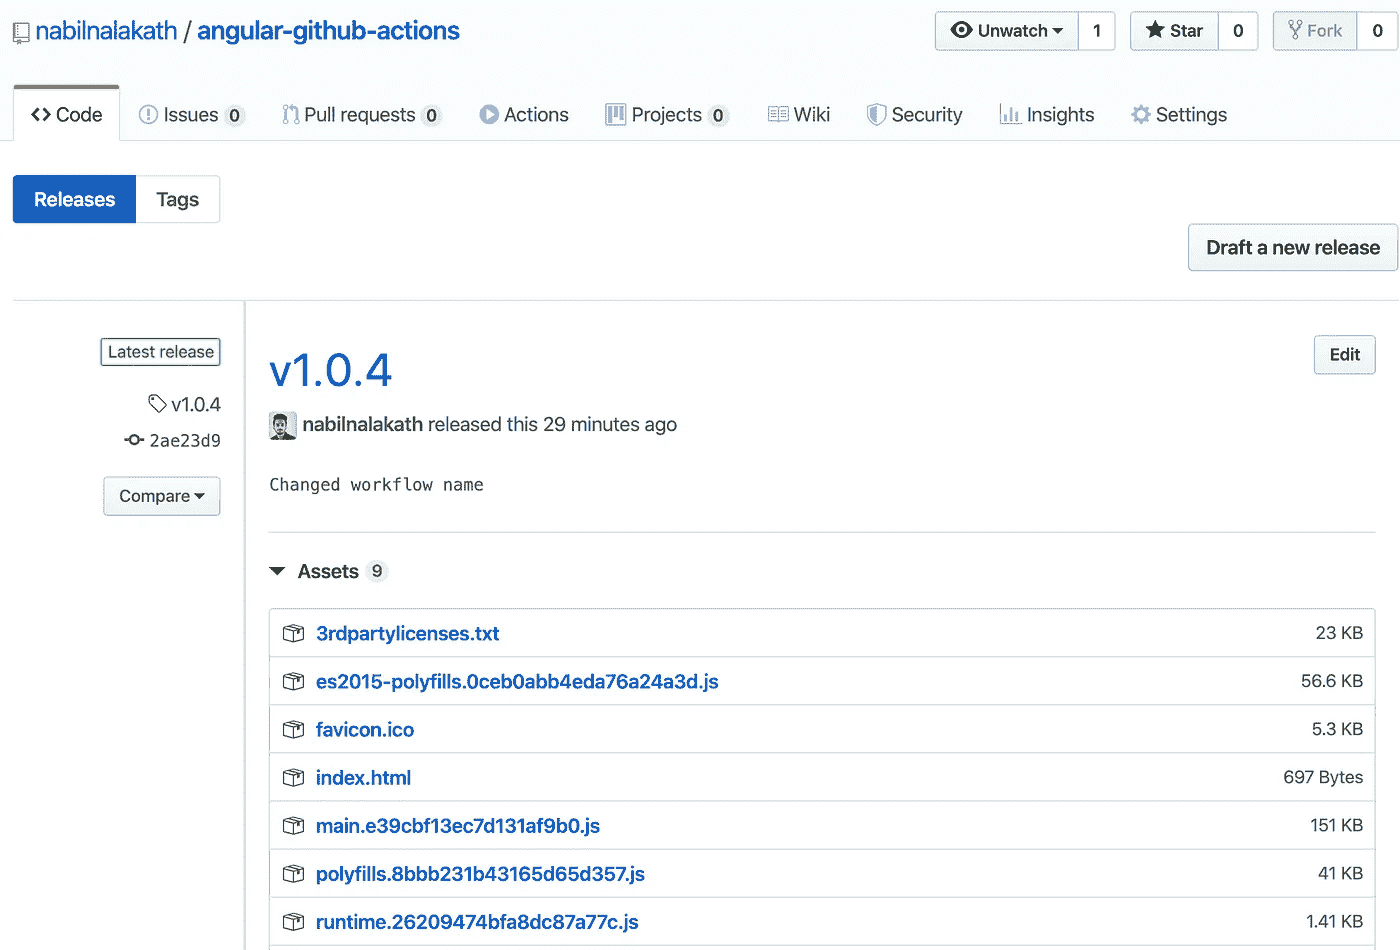 nabilnalakath / angular-github-actions
Unwatch 1 Star 0 Fork 0
Code Issues 0 Pull requests 0 Actions Projects 0 Wiki Security Insights Settings
Releases Tags
Draft a new release
Latest release
v1.0.4
2ae23d9
Compare
v1.0.4
Edit
nabilnalakath released this 29 minutes ago
Changed workflow name
Assets 9
3rdpartylicenses.txt 23 KB
es2015-polyfills.0ceb0abb4eda76a24a3d.js 56.6 KB
favicon.ico 5.3 KB
index.html 697 Bytes
main.e39cbf13ec7d131af9b0.js 151 KB
polyfills.8bbb231b43165d65d357.js 41 KB
runtime.26209474bfa8dc87a77c.js 1.41 KB